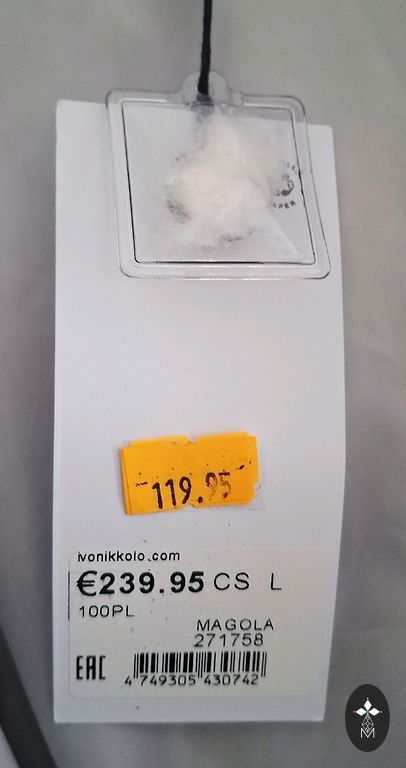 119.95
ivonikkolo.com
€239.95 CS L
100PL
MAGOLA
271758
EAC
4 749305 430742
M